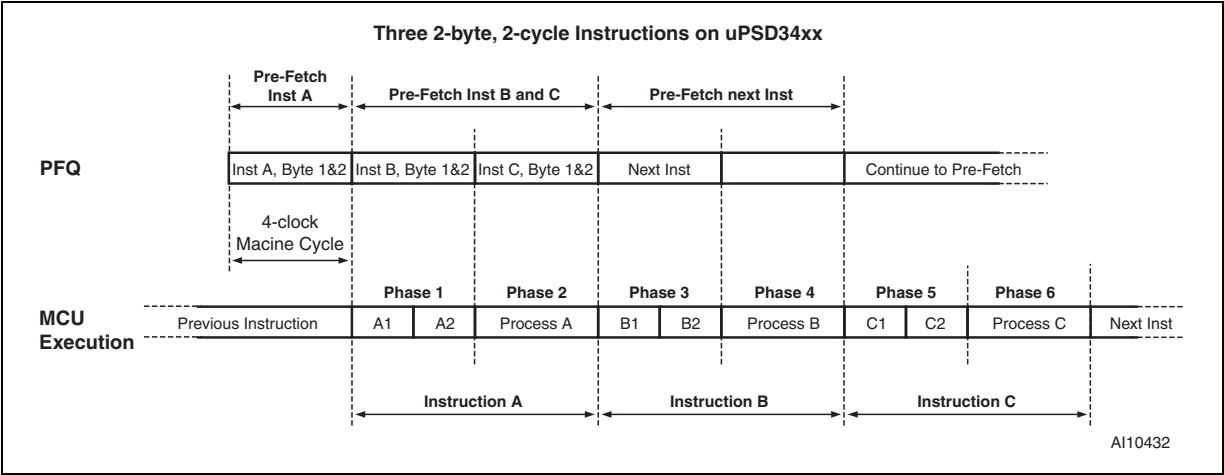 Three 2-byte, 2-cycle Instructions on uPSD34xx
Pre-Fetch
Inst A
Pre-Fetch Inst B and C
Pre-Fetch next Inst
PFQ
Inst A, Byte 1&2
Inst B, Byte 1&2
Inst C, Byte 1&2
Next Inst
Continue to Pre-Fetch
4-clock
Macine Cycle
Phase 1
Phase 2
Phase 3
Phase 4
Phase 5
Phase 6
MCU
Execution
Previous Instruction
A1
A2
Process A
B1
B2
Process B
C1
C2
Process C
Next Inst
Instruction A
Instruction B
Instruction C
AI10432